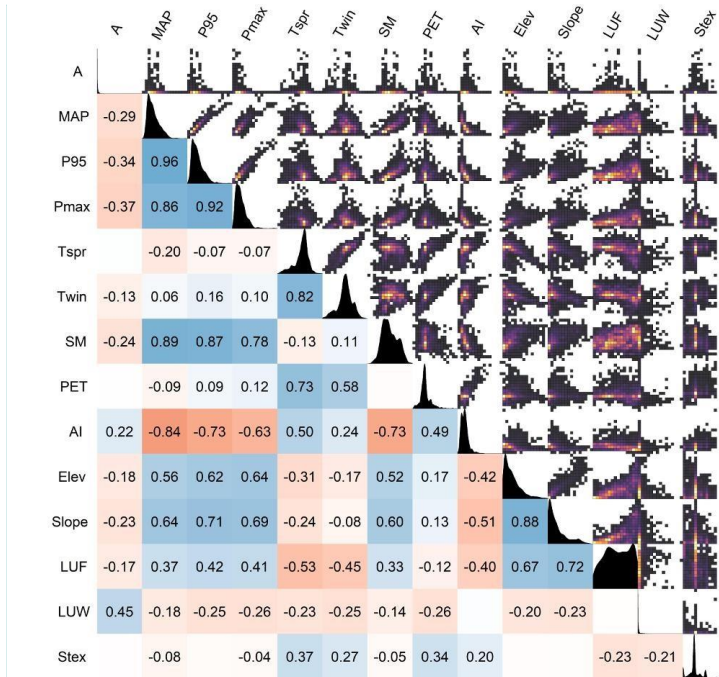 A MAP P95 Pmax Tspr Twin SM PET AI Elev Slope LUF LUW Stex
A
MAP -0.29
P95 -0.34 0.96
Pmax -0.37 0.86 0.92
Tspr -0.20 -0.07 -0.07
Twin -0.13 0.06 0.16 0.10 0.82
SM -0.24 0.89 0.87 0.78 -0.13 0.11
PET -0.09 0.09 0.12 0.73 0.58
AI 0.22 -0.84 -0.73 -0.63 0.50 0.24 -0.73 0.49
Elev -0.18 0.56 0.62 0.64 -0.31 -0.17 0.52 0.17 -0.42
Slope -0.23 0.64 0.71 0.69 -0.24 -0.08 0.60 0.13 -0.51 0.88
LUF -0.17 0.37 0.42 0.41 -0.53 -0.45 0.33 -0.12 -0.40 0.67 0.72
LUW 0.45 -0.18 -0.25 -0.26 -0.23 -0.25 -0.14 -0.26 -0.20 -0.23
Stex -0.08 -0.04 0.37 0.27 -0.05 0.34 0.20 -0.23 -0.21